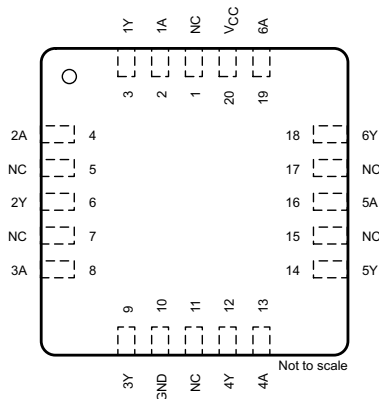 1Y 1A NC VCC 6A
3 2 1 20 19
2A 4 18 6Y
NC 5 17 NC
2Y 6 16 5A
NC 7 15 NC
3A 8 14 5Y
9 10 11 12 13
Not to scale
3Y GND NC 4Y 4A